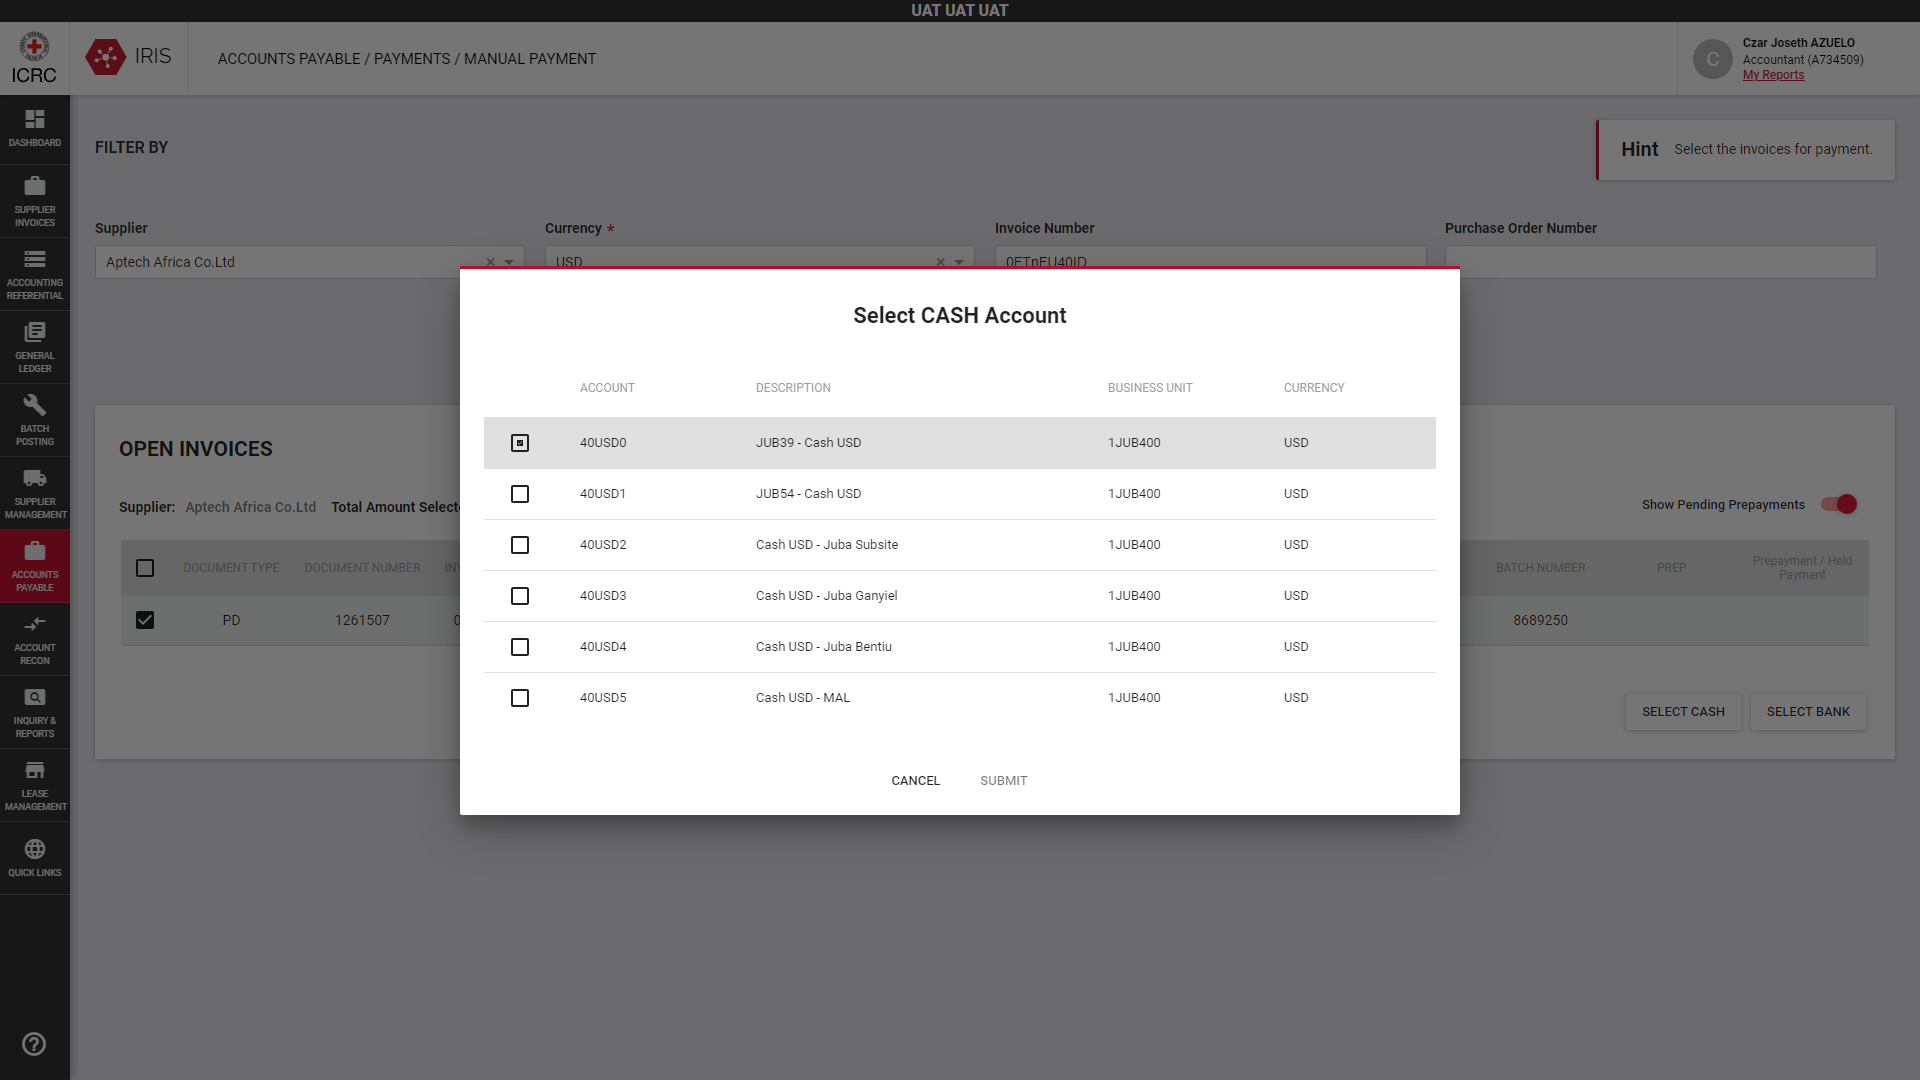 UAT UAT UAT
ICRC
IRIS
ACCOUNTS PAYABLE / PAYMENTS / MANUAL PAYMENT
C
Czar Joseth AZUELO
Accountant (A734509)
My Reports
DASHBOARD
SUPPLIER
INVOICES
ACCOUNTING
REFERENTIAL
GENERAL
LEDGER
BATCH
POSTING
SUPPLIER
MANAGEMENT
ACCOUNTS
PAYABLE
ACCOUNT
RECON
INQUIRY &
REPORTS
LEASE
MANAGEMENT
QUICK LINKS
FILTER BY
Hint Select the invoices for payment.
Supplier
Currency *
Invoice Number
Purchase Order Number
Aptech Africa Co.Ltd
USD
OPEN INVOICES
Supplier: Aptech Africa Co.Ltd Total Amount Selecte
Show Pending Prepayments
DOCUMENT TYPE DOCUMENT NUMBER INV
BATCH NUMBER PREP Prepayment / Held
Payment
PD 1261507 0
8689250
SELECT CASH SELECT BANK
Select CASH Account
ACCOUNT DESCRIPTION BUSINESS UNIT CURRENCY
40USD0 JUB39 - Cash USD 1JUB400 USD
40USD1 JUB54 - Cash USD 1JUB400 USD
40USD2 Cash USD - Juba Subsite 1JUB400 USD
40USD3 Cash USD - Juba Ganyiel 1JUB400 USD
40USD4 Cash USD - Juba Bentiu 1JUB400 USD
40USD5 Cash USD - MAL 1JUB400 USD
CANCEL SUBMIT